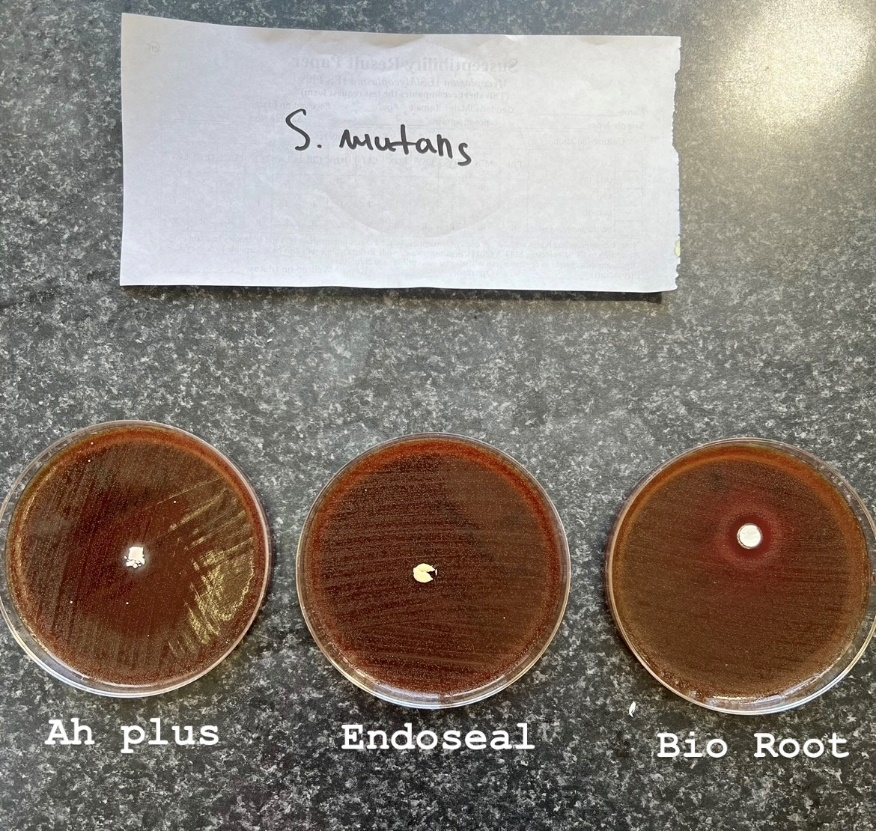 S. mutans
Ah plus
Endoseal
Bio Root